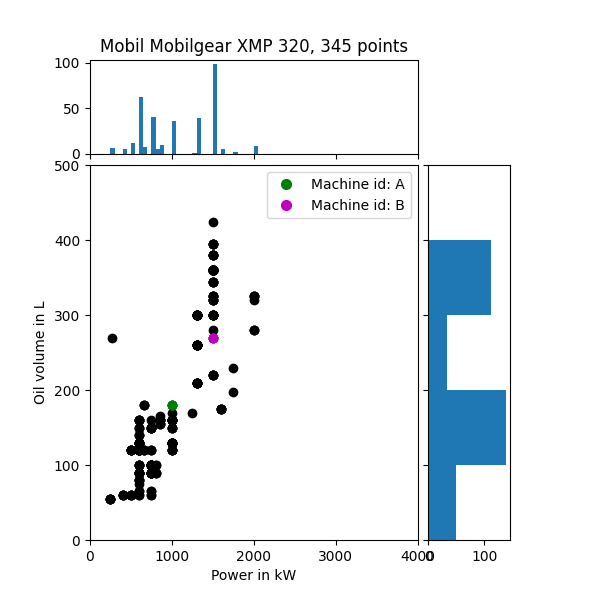 Mobil Mobilgear XMP 320, 345 points
100
50
0
500
400
300
200
100
0
Oil volume in L
Machine id: A
Machine id: B
0 1000 2000 3000 4000
0 100
Power in kW